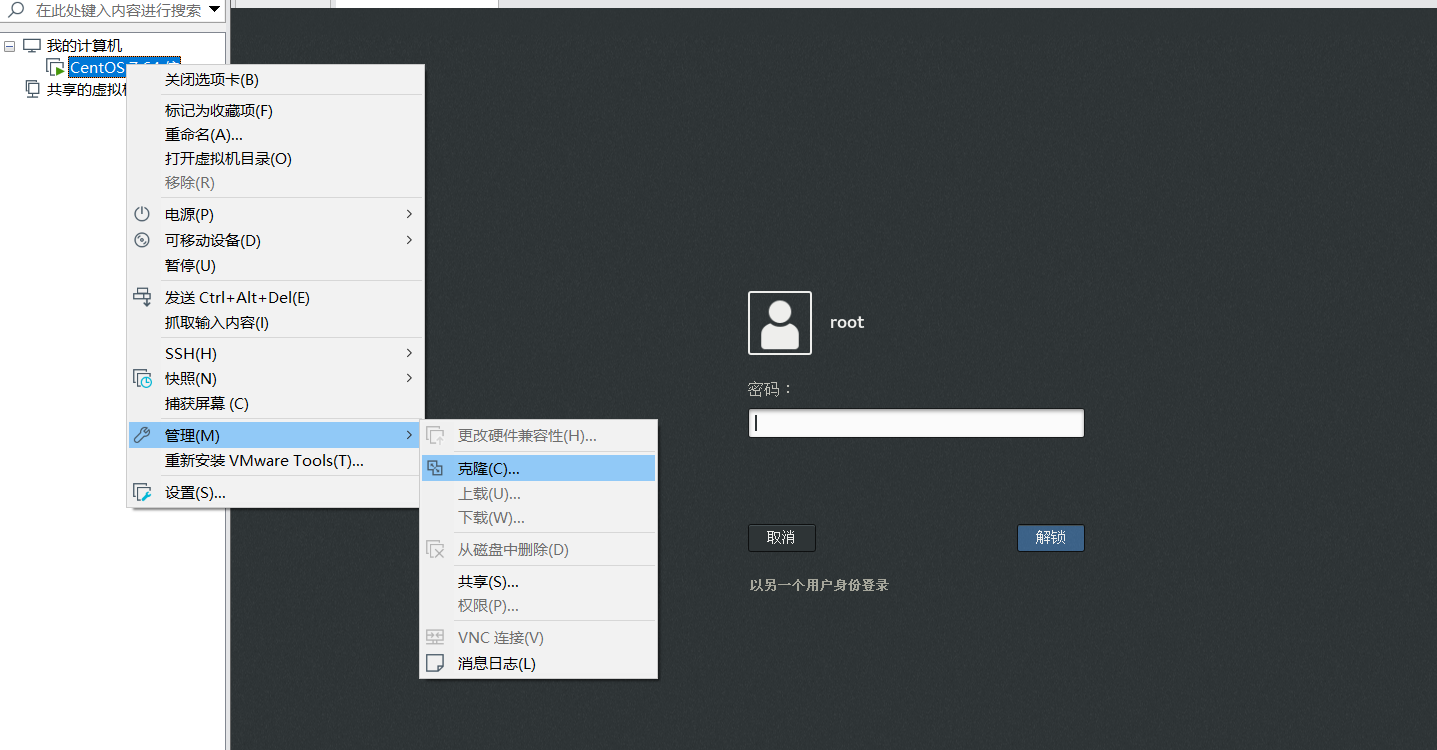 在此处键入内容进行搜索
我的计算机
CentOS
共享的虚拟
关闭选项卡(B)
标记为收藏项(F)
重命名(A)...
打开虚拟机目录(O)
移除(R)
电源(P)
可移动设备(D)
暂停(U)
发送 Ctrl+Alt+Del(E)
抓取输入内容(I)
SSH(H)
快照(N)
捕获屏幕 (C)
管理(M)
重新安装 VMware Tools(T)...
设置(S)...
更改硬件兼容性(H)...
克隆(C)...
上载(U)...
下载(W)...
从磁盘中删除(D)
共享(S)...
权限(P)...
VNC 连接(V)
消息日志(L)
root
密码：
取消
解锁
以另一个用户身份登录